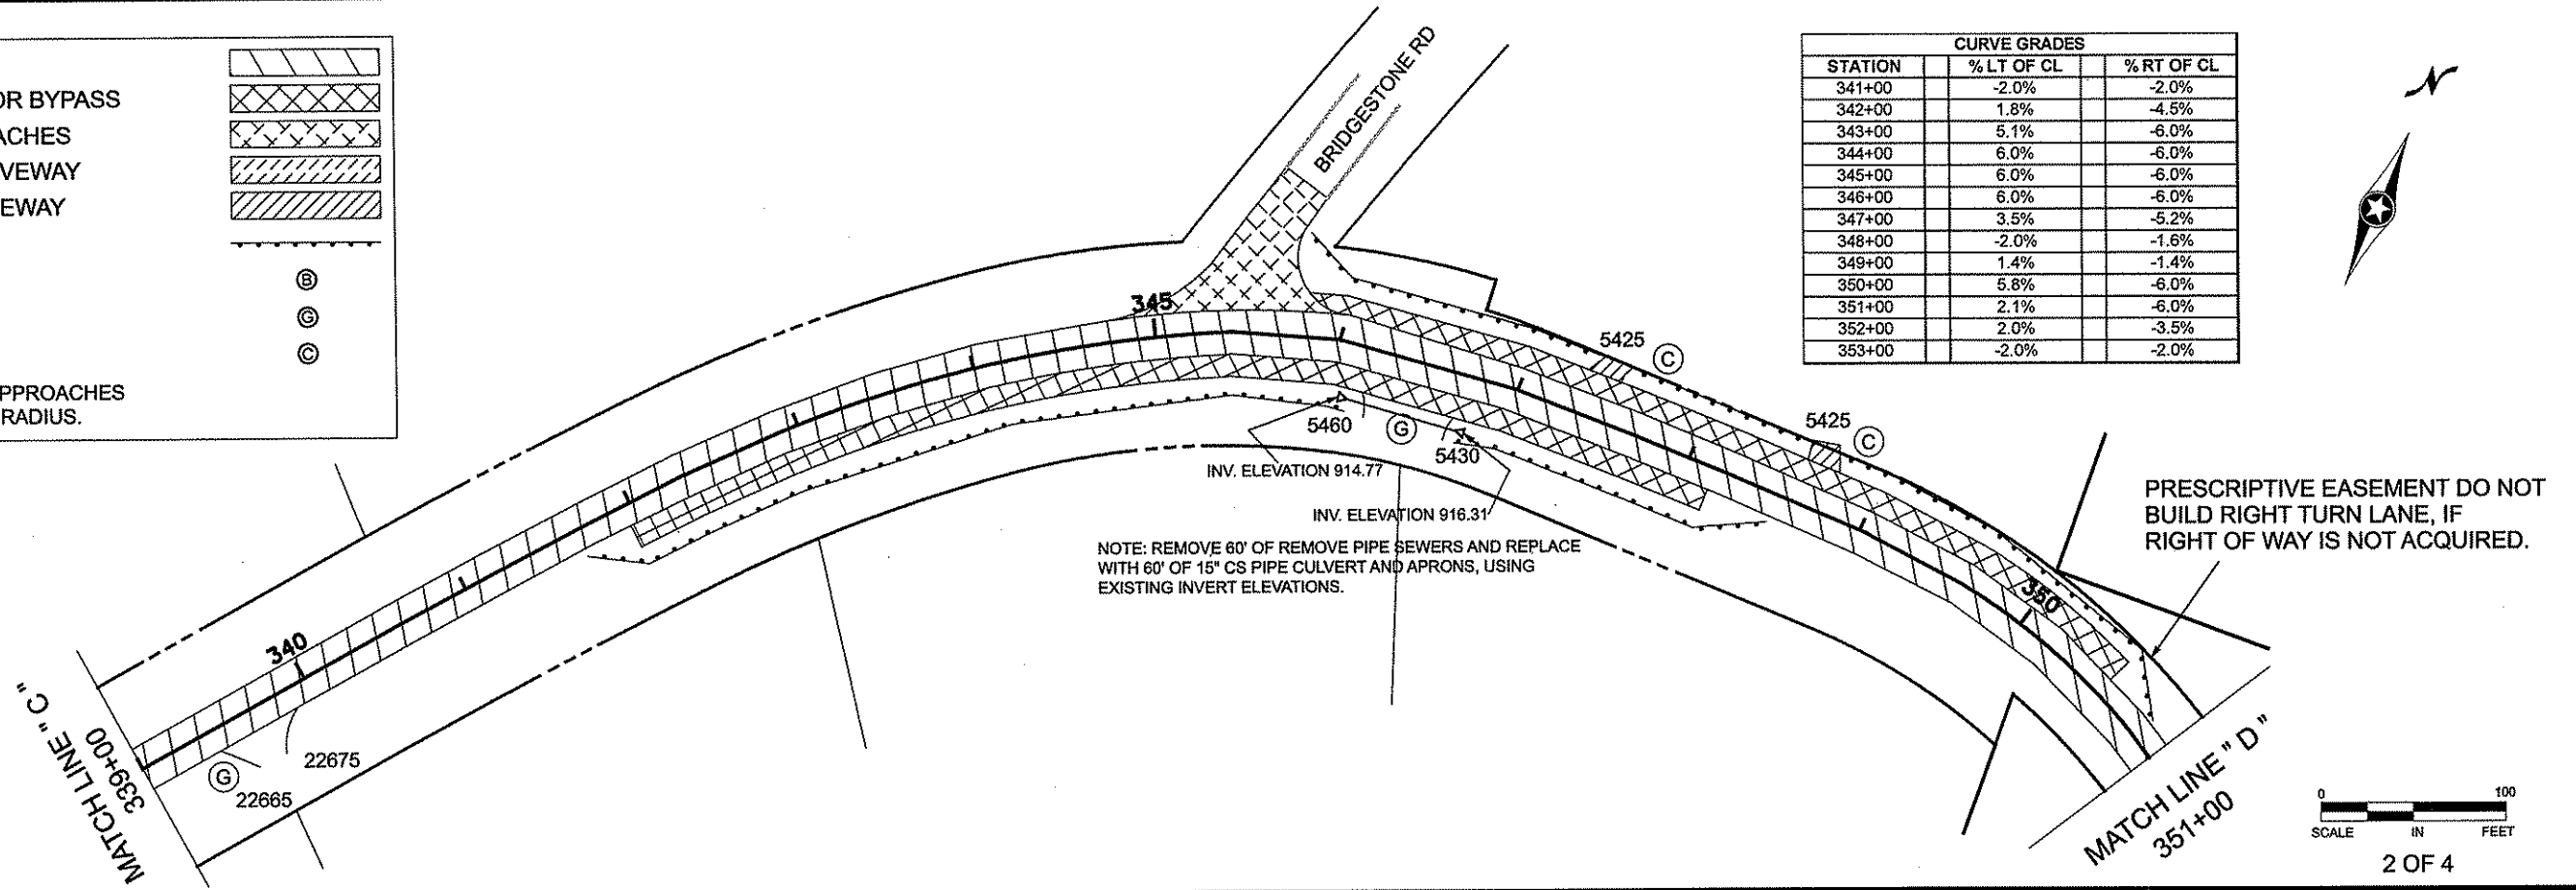 OR BYPASS
ACHES
VEWAY
EWAY
B
G
C
PPROACHES
RADIUS.
BRIDGESTONE RD
CURVE GRADES
STATION % LT OF CL % RT OF CL
341+00 -2.0% -2.0%
342+00 1.8% -4.5%
343+00 5.1% -6.0%
344+00 6.0% -6.0%
345+00 6.0% -6.0%
346+00 6.0% -6.0%
347+00 3.5% -5.2%
348+00 -2.0% -1.6%
349+00 1.4% -1.4%
350+00 5.8% -6.0%
351+00 2.1% -6.0%
352+00 2.0% -3.5%
353+00 -2.0% -2.0%
N
345
5425
C
5460
G
5430
5425
C
INV. ELEVATION 914.77
INV. ELEVATION 916.31
NOTE: REMOVE 60' OF REMOVE PIPE SEWERS AND REPLACE
WITH 60' OF 15" CS PIPE CULVERT AND APRONS, USING
EXISTING INVERT ELEVATIONS.
PRESCRIPTIVE EASEMENT DO NOT
BUILD RIGHT TURN LANE, IF
RIGHT OF WAY IS NOT ACQUIRED.
350
340
MATCH LINE " C "
339+00
G
22675
22665
MATCH LINE " D "
351+00
0 100
SCALE IN FEET
2 OF 4